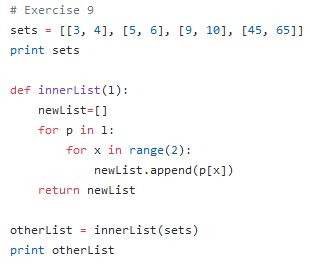 # Exercise 9
sets = [[3, 4], [5, 6], [9, 10], [45, 65]]
print sets

def innerList(l):
    newList=[]
    for p in l:
        for x in range(2):
            newList.append(p[x])
    return newList

otherList = innerList(sets)
print otherList